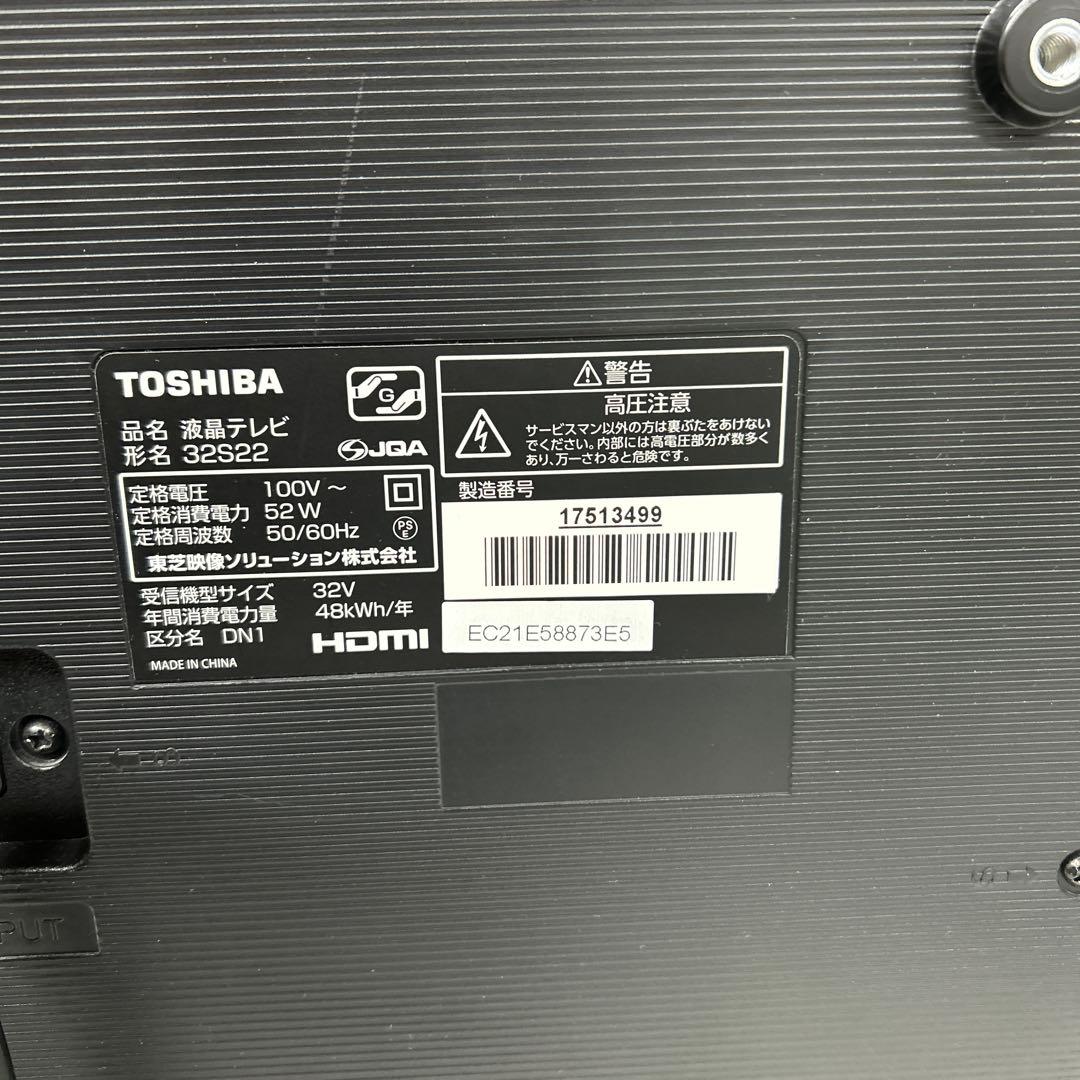 TOSHIBA
G
品名 液晶テレビ
形名 32S22
JQA
定格電圧 100V～
定格消費電力 52W
定格周波数 50/60Hz
PS
E
東芝映像ソリューション株式会社
受信機型サイズ 32V
年間消費電力量 48kWh/年
区分名 DN1
HDMI
MADE IN CHINA
警告
高圧注意
サービスマン以外の方は裏ぶたをあけない
でください。内部には高電圧部分が数多く
あり、万一さわると危険です。
製造番号
17513499
EC21E58873E5
PUT